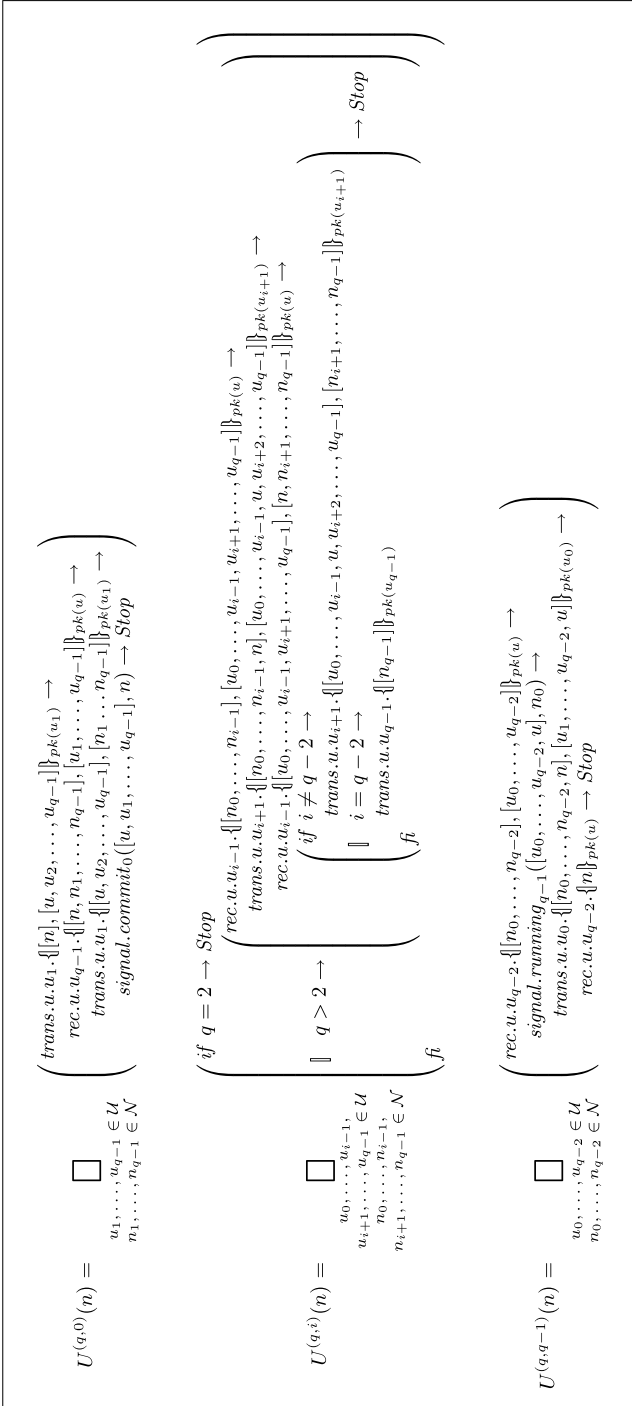 U^{(q,0)}(n) = □_{u_1,…,u_{q-1} ∈ 𝒰
n_1,…,n_{q-1} ∈ 𝒩}
( trans.u.u_1.{|[n],[u,u_2,…,u_{q-1}]|}_{pk(u_1)} →
rec.u.u_{q-1}.{|[n,n_1,…,n_{q-1}],[u_1,…,u_{q-1}]|}_{pk(u)} →
trans.u.u_1.{|[u,u_2,…,u_{q-1}],[n_1…n_{q-1}]|}_{pk(u_1)} →
signal.commit_0([u,u_1,…,u_{q-1}],n) → Stop )
U^{(q,i)}(n) = □_{u_0,…,u_{i-1},
u_{i+1},…,u_{q-1} ∈ 𝒰
n_0,…,n_{i-1},
n_{i+1},…,n_{q-1} ∈ 𝒩}
( if q = 2 → Stop
▯ q > 2 →
( rec.u.u_{i-1}.{|[n_0,…,n_{i-1}],[u_0,…,u_{i-1},u_{i+1},…,u_{q-1}]|}_{pk(u)} →
trans.u.u_{i+1}.{|[n_0,…,n_{i-1},n],[u_0,…,u_{i-1},u,u_{i+2},…,u_{q-1}]|}_{pk(u_{i+1})} →
rec.u.u_{i-1}.{|[u_0,…,u_{i-1},u_{i+1},…,u_{q-1}],[n,n_{i+1},…,n_{q-1}]|}_{pk(u)} →
( if i ≠ q - 2 →
trans.u.u_{i+1}.{|[u_0,…,u_{i-1},u,u_{i+2},…,u_{q-1}],[n_{i+1},…,n_{q-1}]|}_{pk(u_{i+1})}
▯ i = q - 2 →
trans.u.u_{q-1}.{|[n_{q-1}]|}_{pk(u_{q-1})}
fi ) → Stop )
fi )
U^{(q,q-1)}(n) = □_{u_0,…,u_{q-2} ∈ 𝒰
n_0,…,n_{q-2} ∈ 𝒩}
( rec.u.u_{q-2}.{|[n_0,…,n_{q-2}],[u_0,…,u_{q-2}]|}_{pk(u)} →
signal.running_{q-1}([u_0,…,u_{q-2},u],n_0) →
trans.u.u_0.{|[n_0,…,n_{q-2},n],[u_1,…,u_{q-2},u]|}_{pk(u_0)} →
rec.u.u_{q-2}.{|n|}_{pk(u)} → Stop )